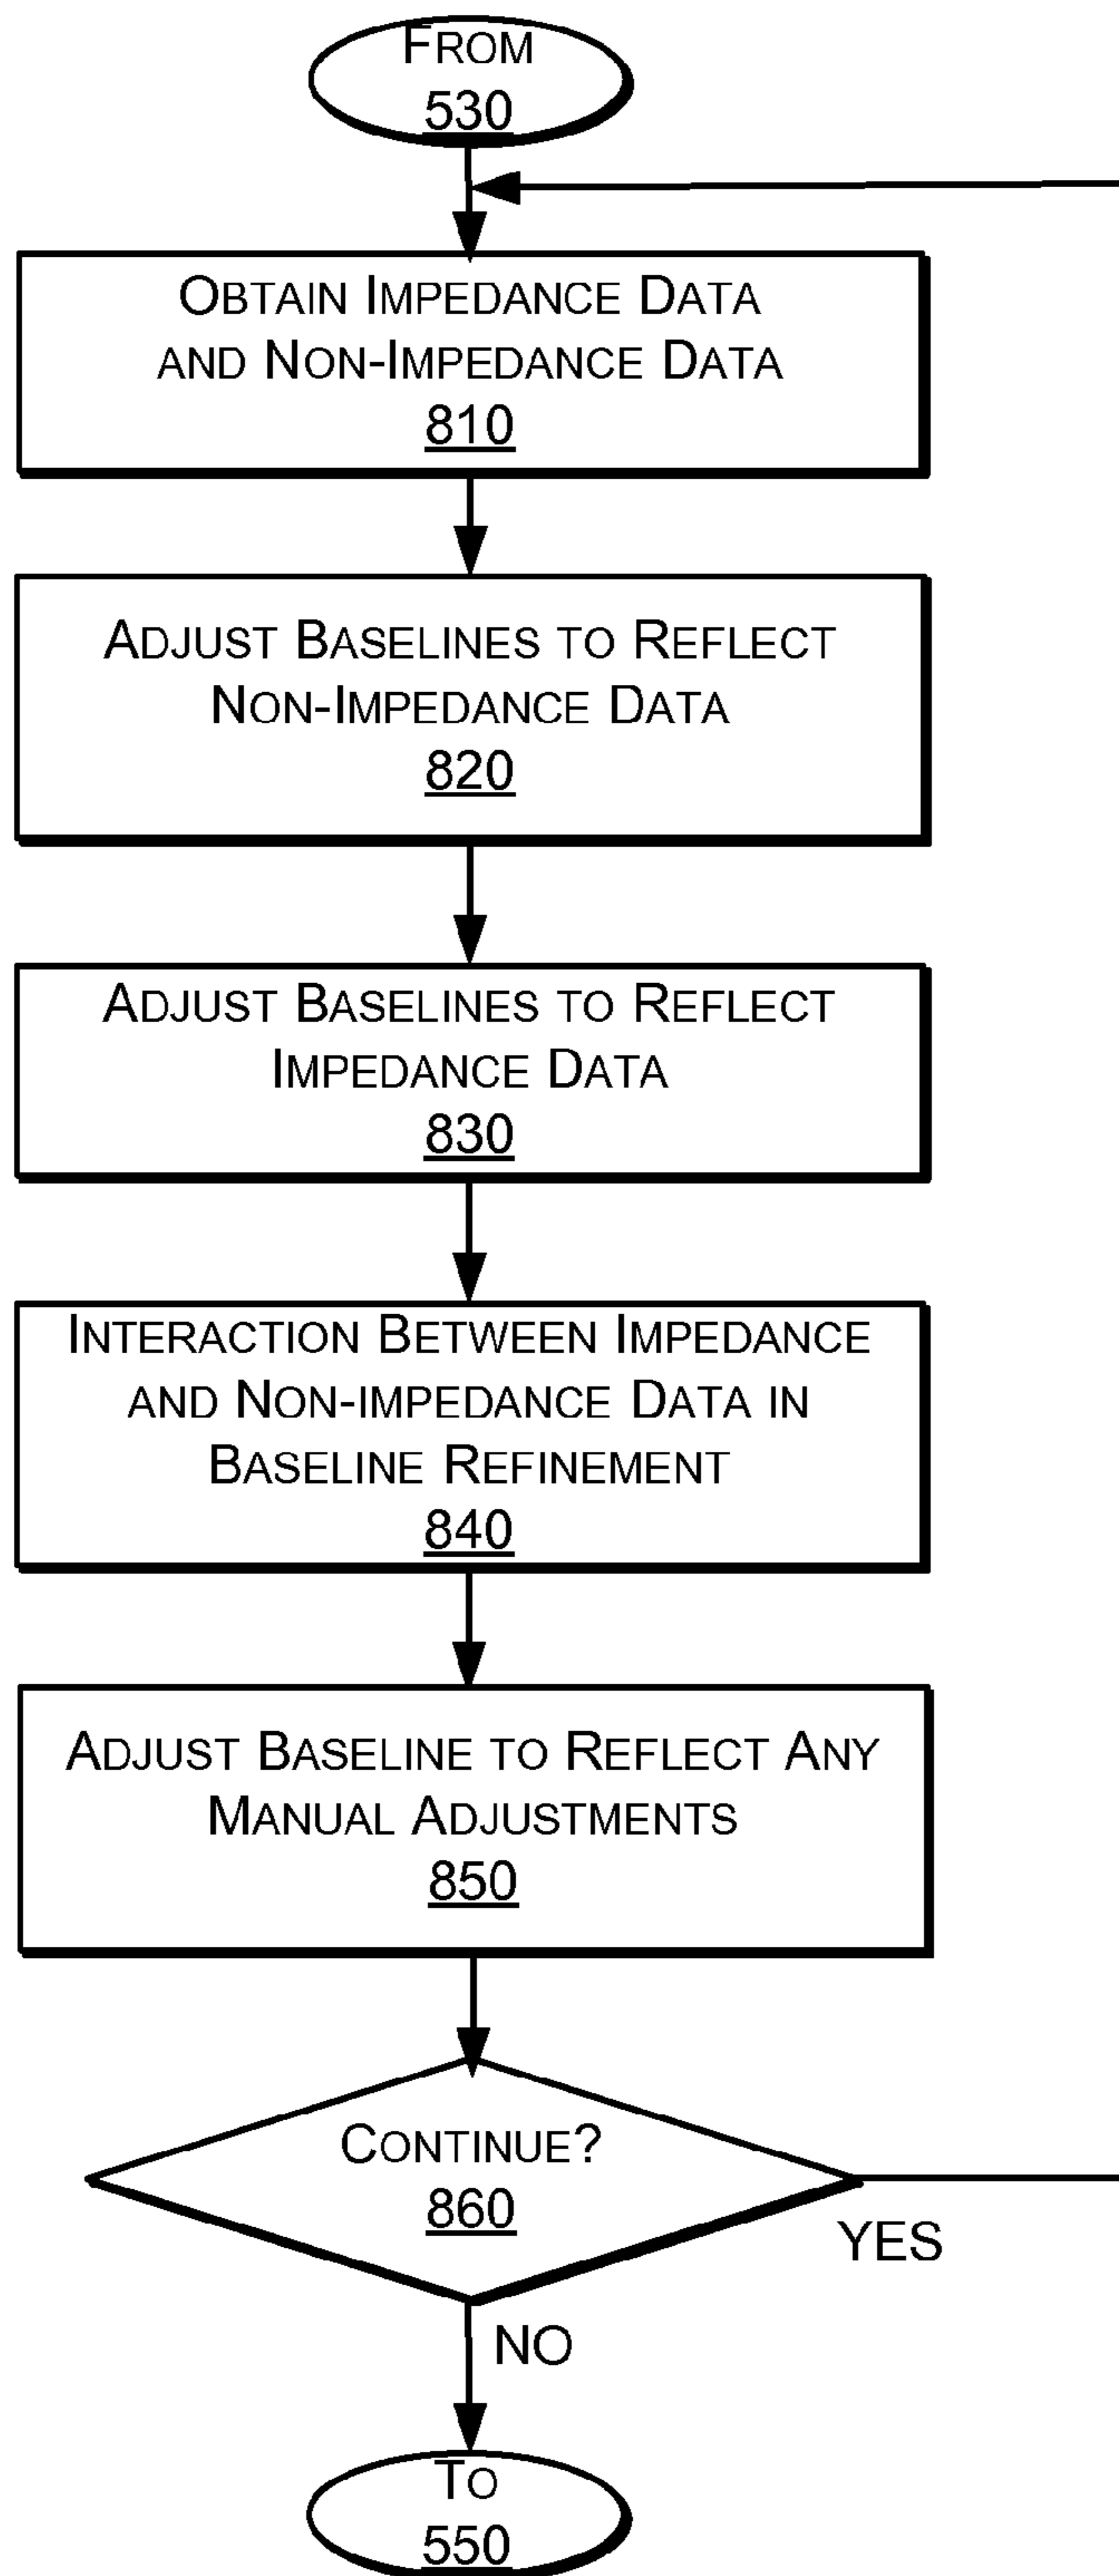 From
530
Obtain Impedance Data
and Non-Impedance Data
810
Adjust Baselines to Reflect
Non-Impedance Data
820
Adjust Baselines to Reflect
Impedance Data
830
Interaction Between Impedance
and Non-impedance Data in
Baseline Refinement
840
Adjust Baseline to Reflect Any
Manual Adjustments
850
Continue?
860
YES
NO
To
550